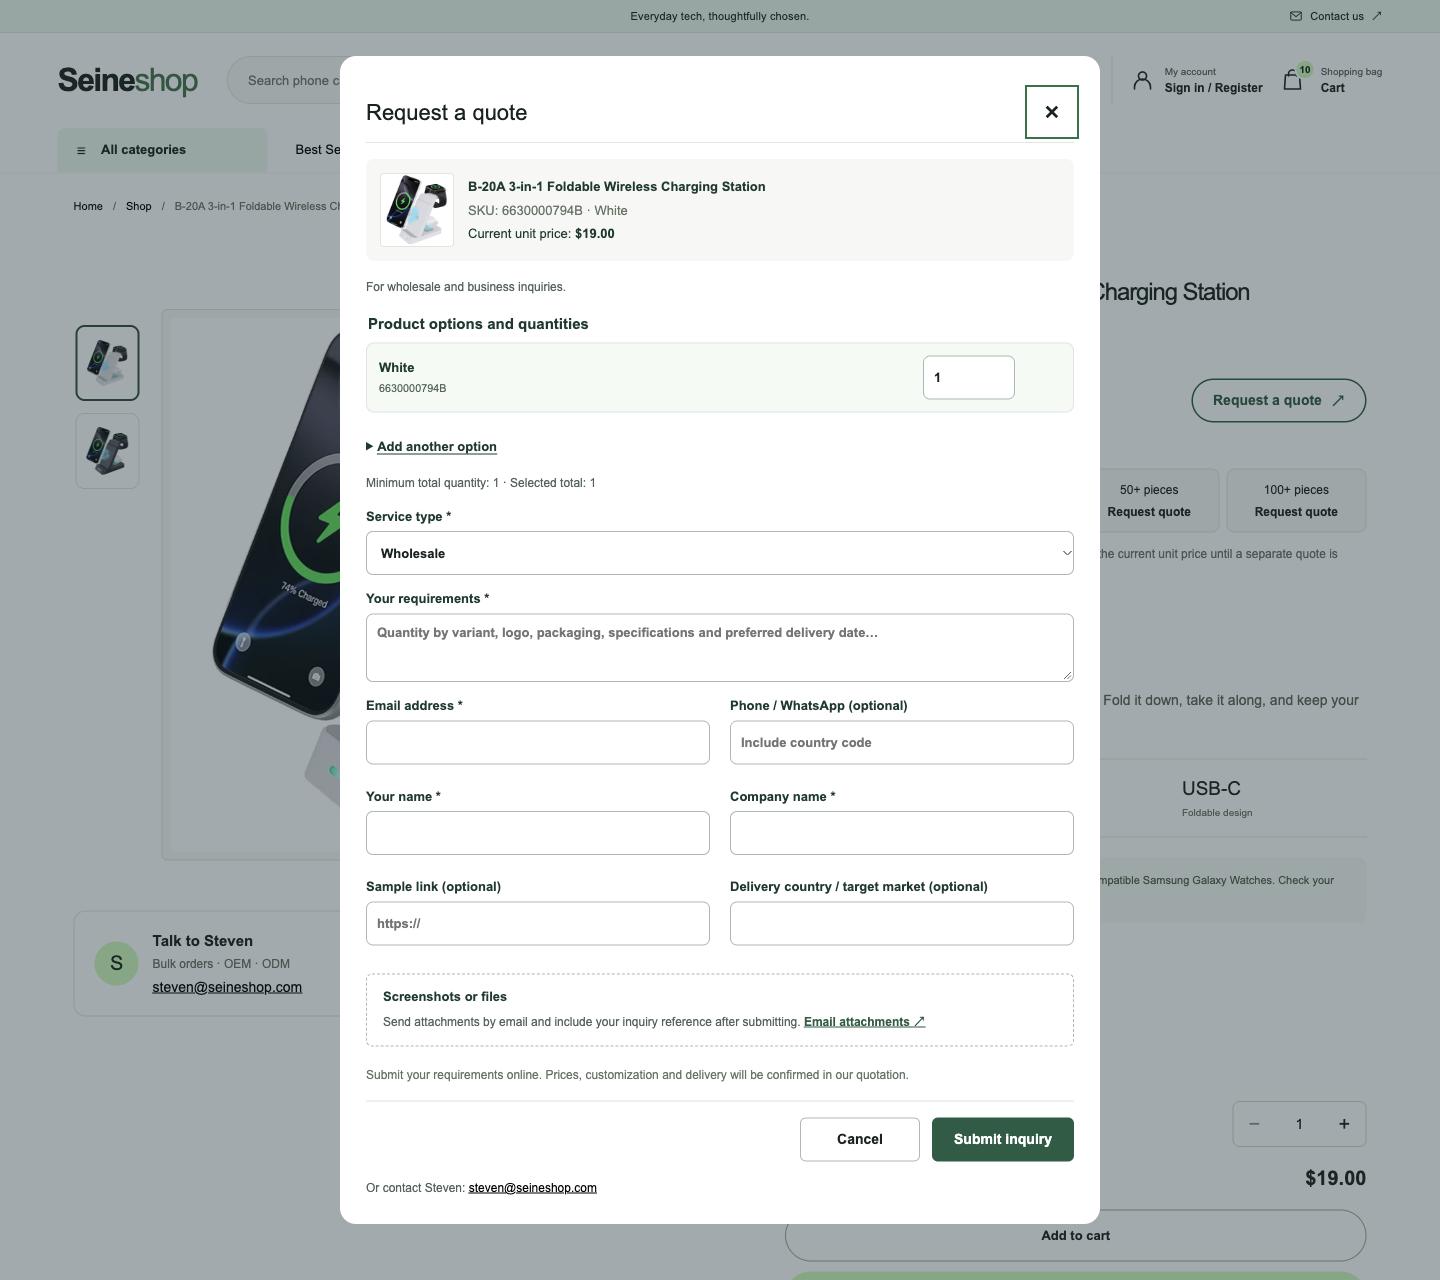 Everyday tech, thoughtfully chosen.
Contact us ↗
Seineshop
Search phone c
My account
Sign in / Register
10
Shopping bag
Cart
≡ All categories
Best Se
Home / Shop / B-20A 3-in-1 Foldable Wireless Ch
Request a quote
×
B-20A 3-in-1 Foldable Wireless Charging Station
SKU: 6630000794B · White
Current unit price: $19.00
For wholesale and business inquiries.
Product options and quantities
White
6630000794B
1
Add another option
Minimum total quantity: 1 · Selected total: 1
Service type *
Wholesale
Your requirements *
Quantity by variant, logo, packaging, specifications and preferred delivery date...
Email address *
Phone / WhatsApp (optional)
Include country code
Your name *
Company name *
Sample link (optional)
https://
Delivery country / target market (optional)
Screenshots or files
Send attachments by email and include your inquiry reference after submitting. Email attachments ↗
Submit your requirements online. Prices, customization and delivery will be confirmed in our quotation.
Cancel
Submit inquiry
Or contact Steven: steven@seineshop.com
74% Charged
S
Talk to Steven
Bulk orders · OEM · ODM
steven@seineshop.com
Charging Station
Request a quote ↗
50+ pieces
Request quote
100+ pieces
Request quote
the current unit price until a separate quote is
Fold it down, take it along, and keep your
USB-C
Foldable design
mpatible Samsung Galaxy Watches. Check your
− 1 +
$19.00
Add to cart